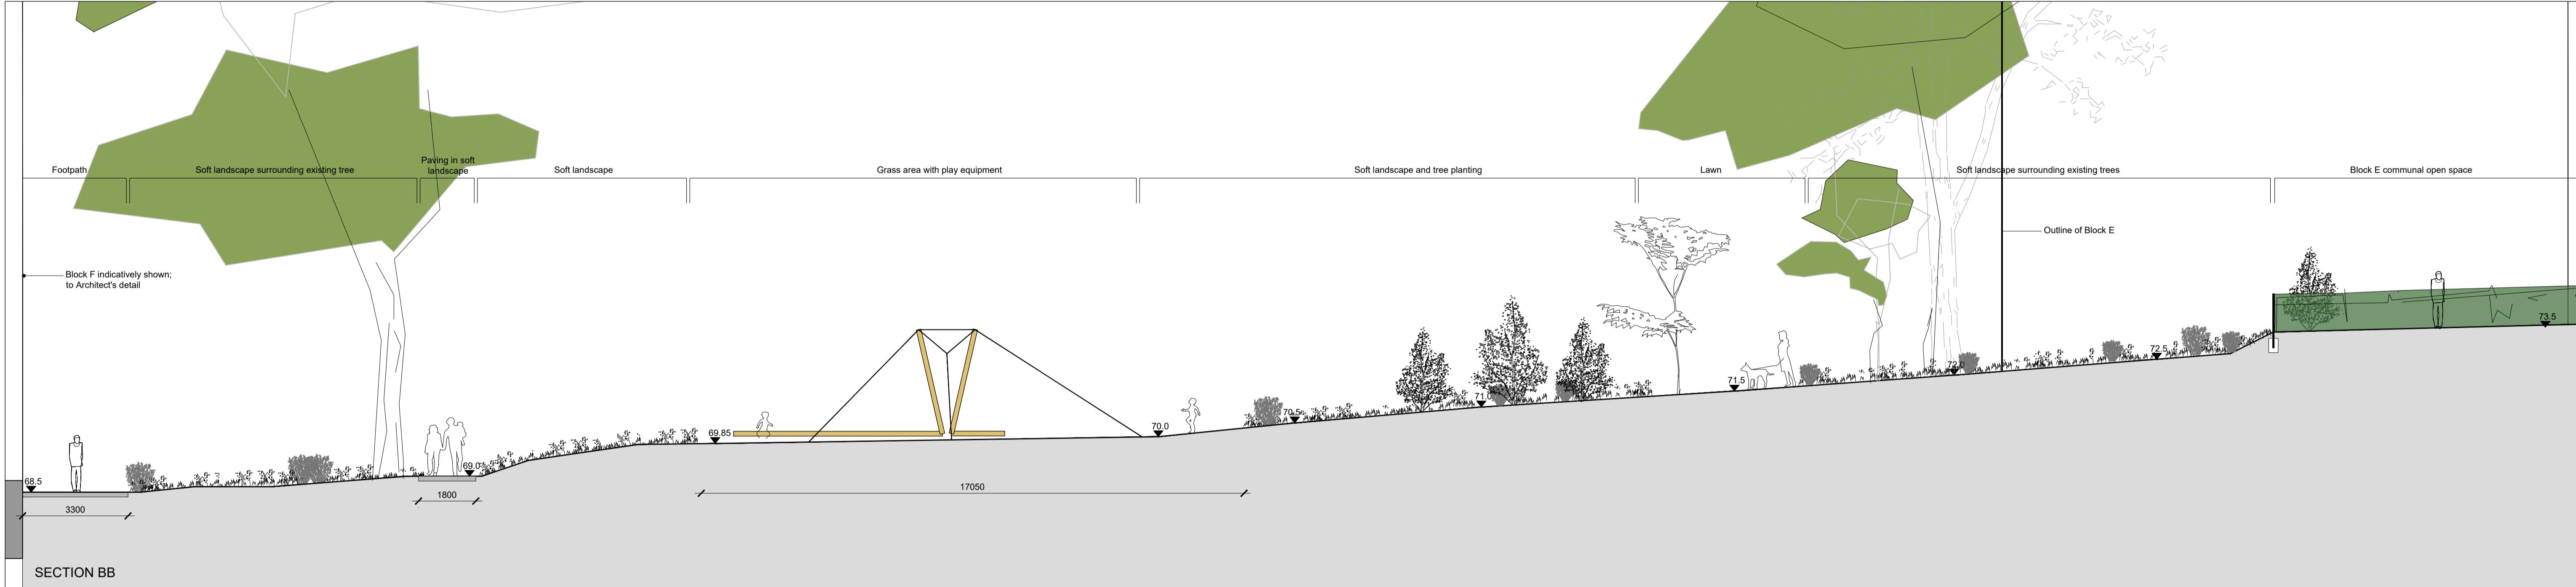 Footpath
Soft landscape surrounding existing tree
Paving in soft
landscape
Soft landscape
Grass area with play equipment
Soft landscape and tree planting
Lawn
Soft landscape surrounding existing trees
Block E communal open space
Outline of Block E
Block F indicatively shown;
to Architect's detail
73.5
72.5
72.0
71.5
71.0
70.5
70.0
69.85
69.0
68.5
3300
1800
17050
SECTION BB